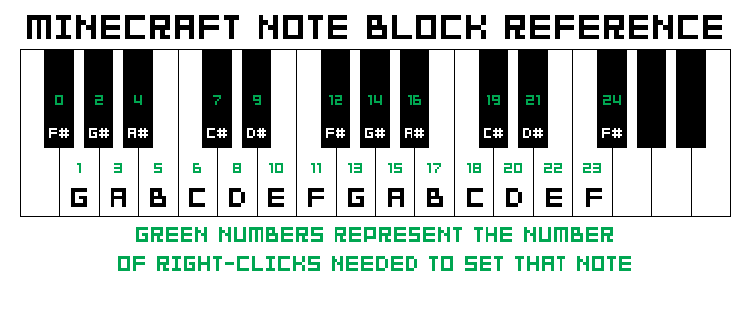 MINECRAFT NOTE BLOCK REFERENCE
0 2 4 7 9 12 14 16 19 21 24
F# G# A# C# D# F# G# A# C# D# F#
1 3 5 6 8 10 11 13 15 17 18 20 22 23
G A B C D E F G A B C D E F
GREEN NUMBERS REPRESENT THE NUMBER
OF RIGHT-CLICKS NEEDED TO SET THAT NOTE